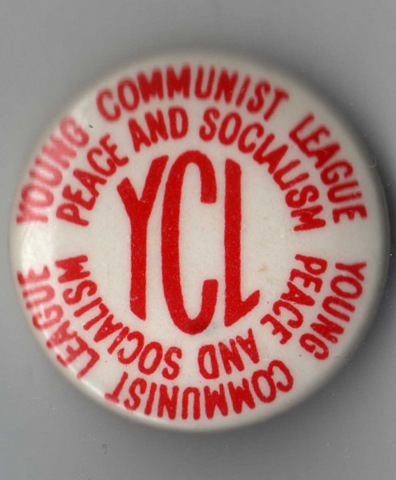 YOUNG COMMUNIST LEAGUE
PEACE AND SOCIALISM
YCL
PEACE AND SOCIALISM
YOUNG COMMUNIST LEAGUE